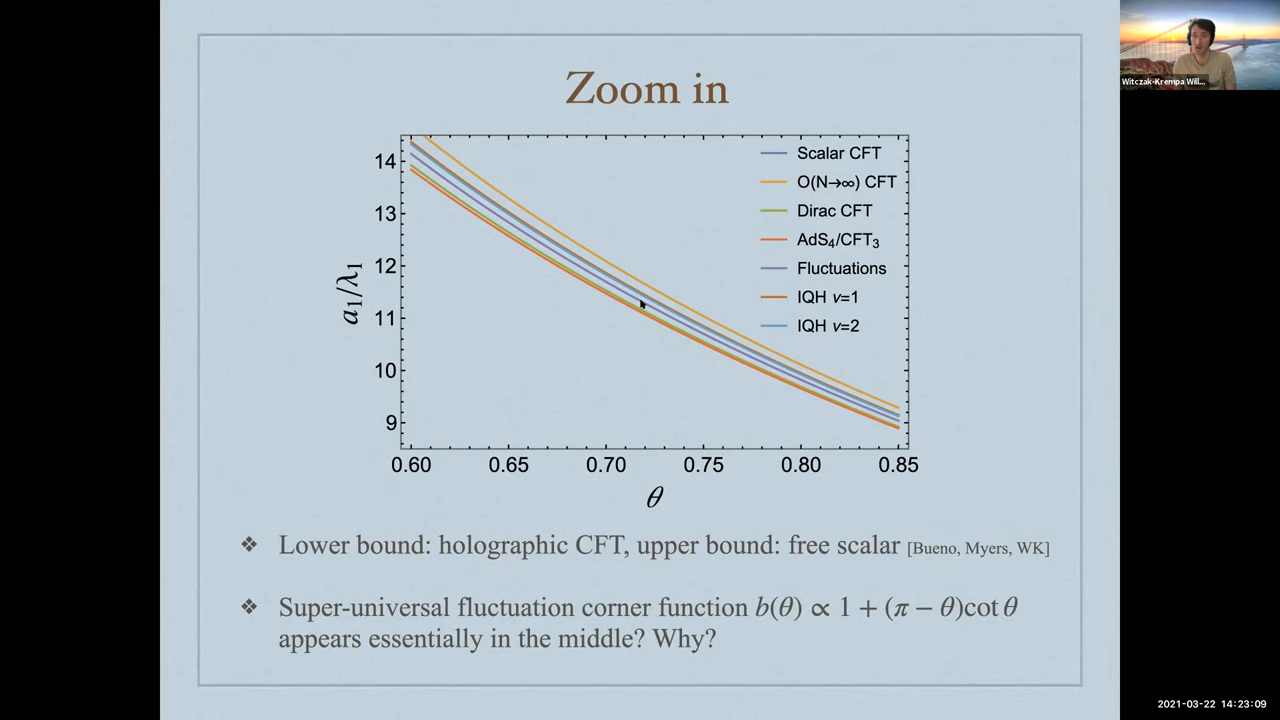 Zoom in
14
13
12
11
10
9
a₁/λ₁
0.60 0.65 0.70 0.75 0.80 0.85
θ
Scalar CFT
O(N→∞) CFT
Dirac CFT
AdS₄/CFT₃
Fluctuations
IQH ν=1
IQH ν=2
❖ Lower bound: holographic CFT, upper bound: free scalar [Bueno, Myers, WK]
❖ Super-universal fluctuation corner function b(θ) ∝ 1 + (π − θ)cot θ
appears essentially in the middle? Why?
Witczak-Krempa Will...
2021-03-22 14:23:09